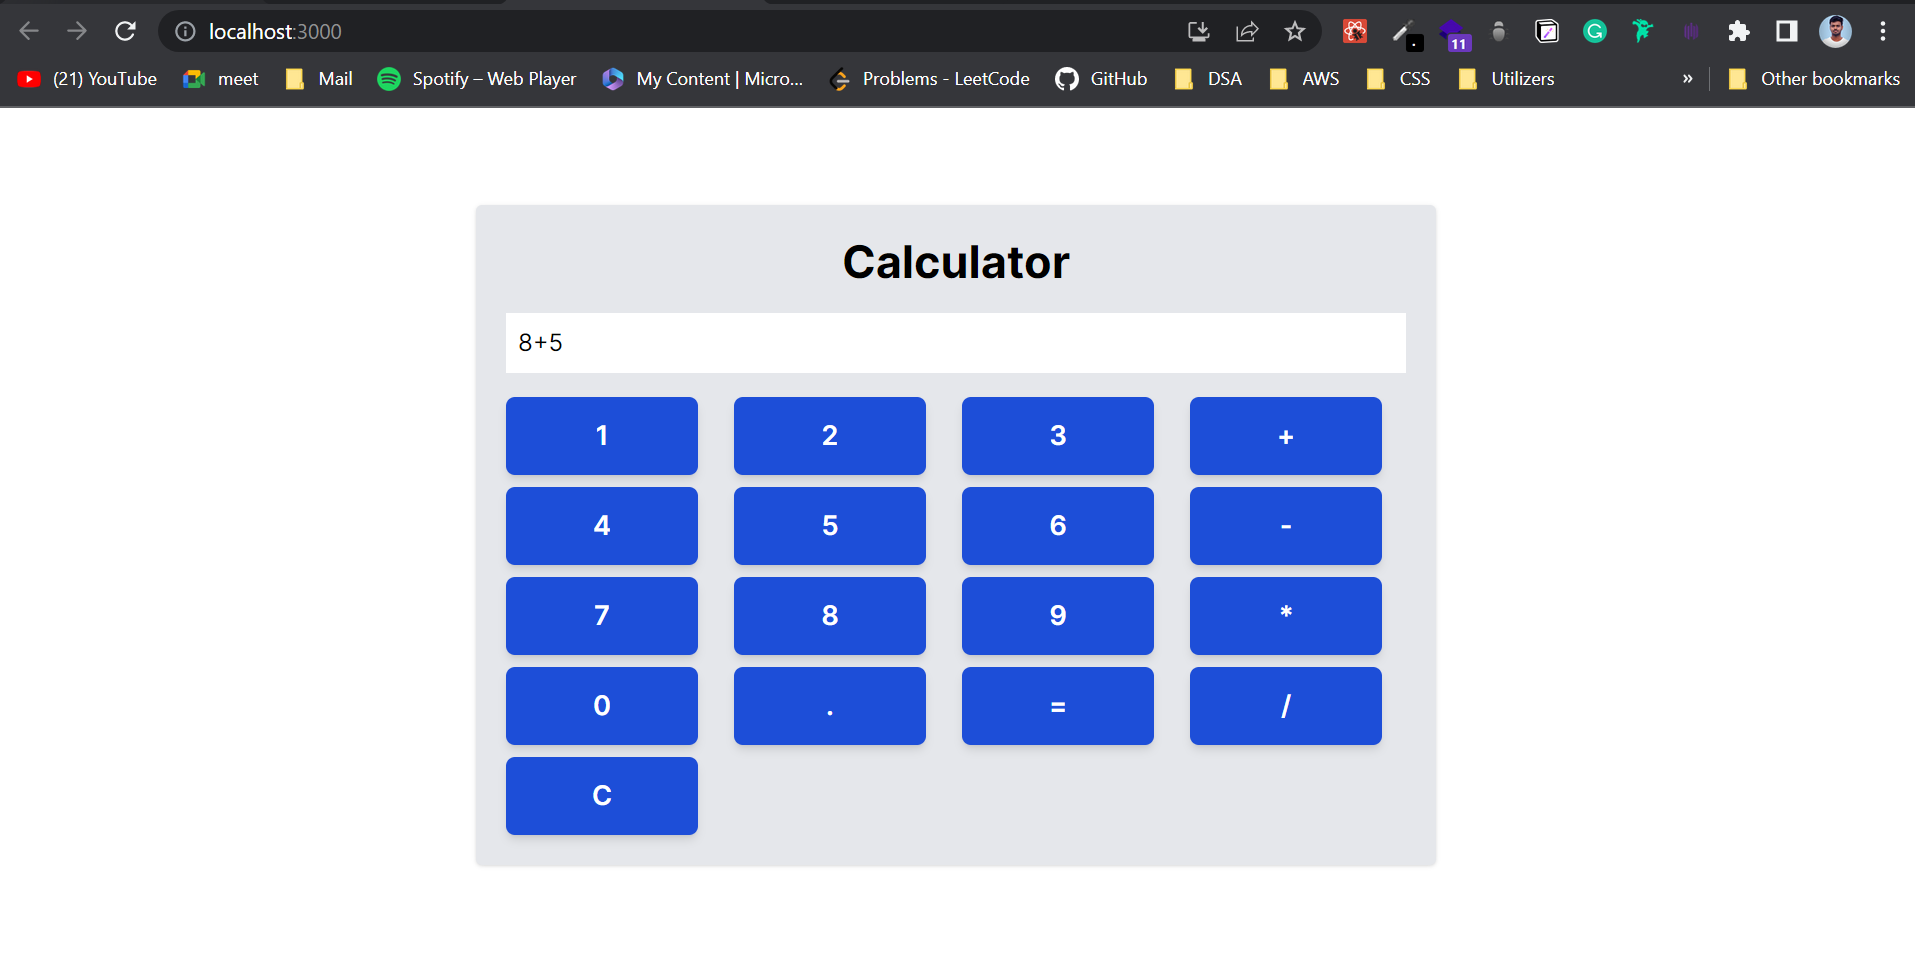 localhost:3000
11
(21) YouTube meet Mail Spotify – Web Player My Content | Micro... Problems - LeetCode GitHub DSA AWS CSS Utilizers » Other bookmarks
Calculator
8+5
1 2 3 +
4 5 6 -
7 8 9 *
0 . = /
C